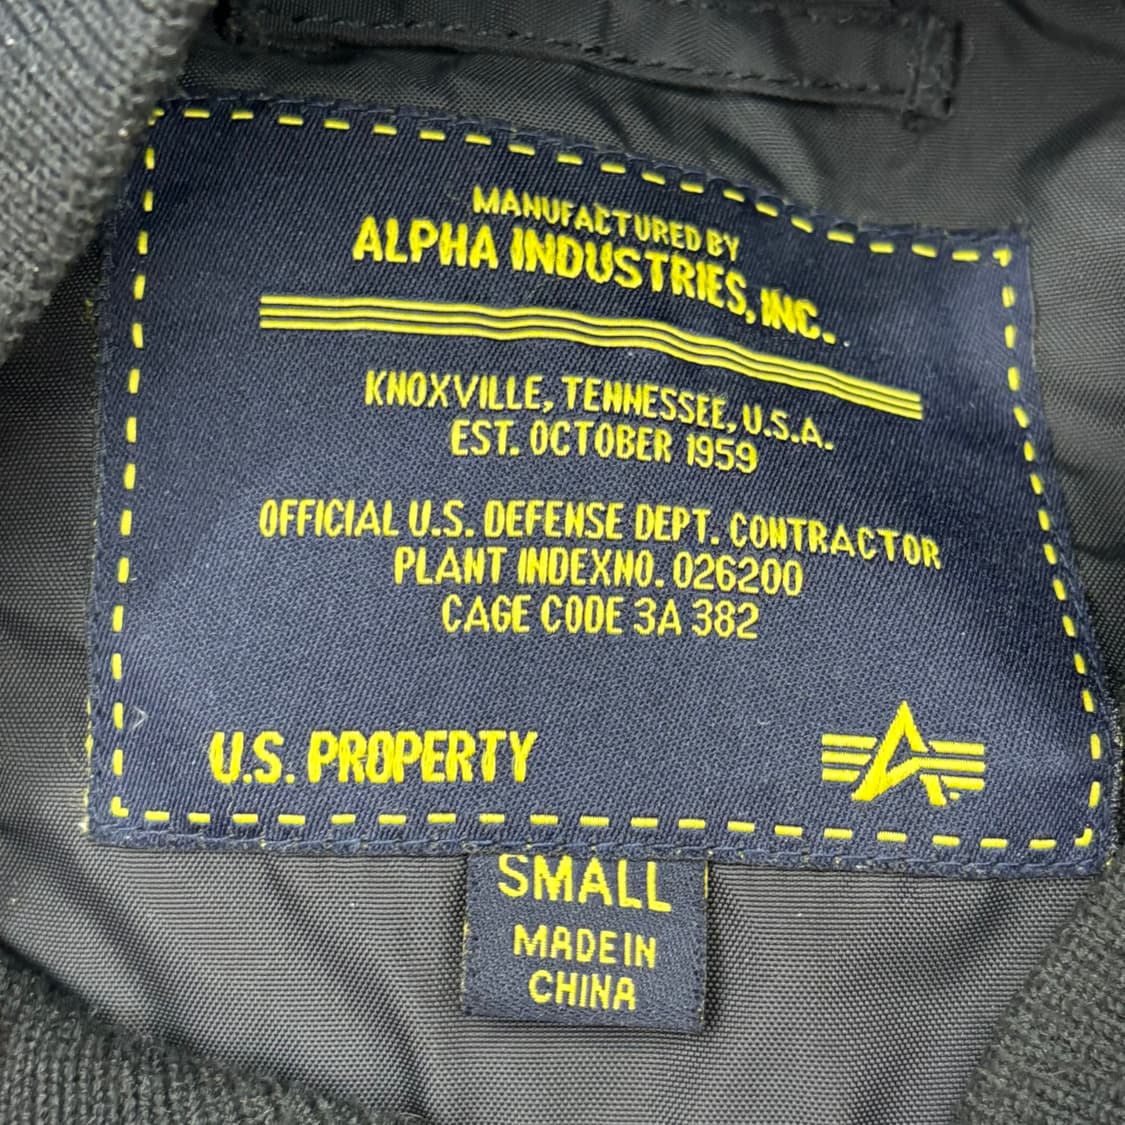 MANUFACTURED BY
ALPHA INDUSTRIES, INC.
KNOXVILLE, TENNESSEE, U.S.A.
EST. OCTOBER 1959
OFFICIAL U.S. DEFENSE DEPT. CONTRACTOR
PLANT INDEXNO. 026200
CAGE CODE 3A 382
U.S. PROPERTY
SMALL
MADE IN
CHINA